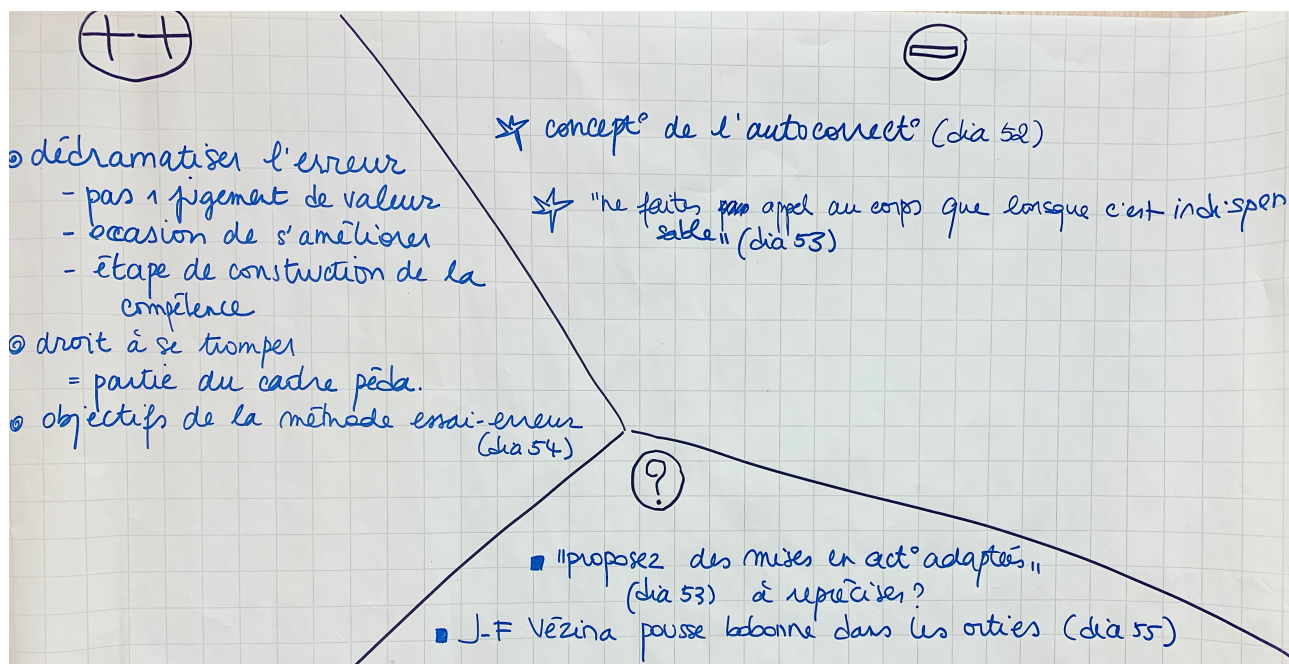 ++
dédramatiser l'erreur
- pas 1 jugement de valeur
- occasion de s'améliorer
- étape de construction de la
compétence
droit à se tromper
= partie du cadre péda.
objectifs de la méthode essai-erreur
(dia 54)
-
concept° de l'autocorrect° (dia 52)
"ne faites appel au corps que lorsque c'est indispen
sable" (dia 53)
?
"proposez des mises en act° adaptées"
(dia 53) à repréciser?
J-F Vézina pousse bobonne dans les orties (dia 55)